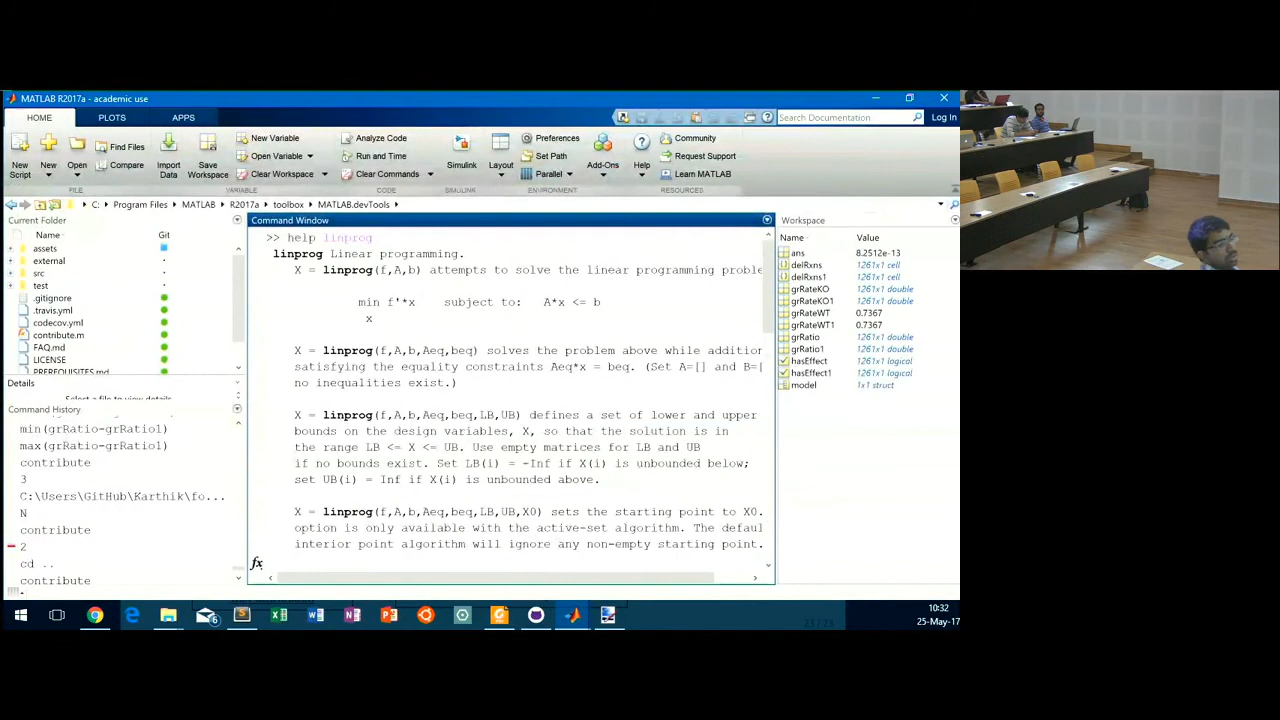 MATLAB R2017a - academic use
HOME PLOTS APPS Search Documentation Log In
New Script New Open Find Files Compare Import Data Save Workspace New Variable Open Variable Clear Workspace Analyze Code Run and Time Clear Commands Simulink Layout Preferences Set Path Parallel Add-Ons Help Community Request Support Learn MATLAB
FILE VARIABLE CODE SIMULINK ENVIRONMENT RESOURCES
C: Program Files MATLAB R2017a toolbox MATLAB.devTools
Current Folder
Name Git
assets
external
src
test
.gitignore
.travis.yml
codecov.yml
contribute.m
FAQ.md
LICENSE
PREREQUISITES.md
Details
Select a file to view details
Command History
min(grRatio-grRatio1)
max(grRatio-grRatio1)
contribute
3
C:\Users\GitHub\Karthik\fo...
N
contribute
2
cd ..
contribute
Command Window
>> help linprog
linprog Linear programming.
X = linprog(f,A,b) attempts to solve the linear programming proble
min f'*x subject to: A*x <= b
x
X = linprog(f,A,b,Aeq,beq) solves the problem above while addition
satisfying the equality constraints Aeq*x = beq. (Set A=[] and B=[
no inequalities exist.)
X = linprog(f,A,b,Aeq,beq,LB,UB) defines a set of lower and upper
bounds on the design variables, X, so that the solution is in
the range LB <= X <= UB. Use empty matrices for LB and UB
if no bounds exist. Set LB(i) = -Inf if X(i) is unbounded below;
set UB(i) = Inf if X(i) is unbounded above.
X = linprog(f,A,b,Aeq,beq,LB,UB,X0) sets the starting point to X0.
option is only available with the active-set algorithm. The defaul
interior point algorithm will ignore any non-empty starting point.
fx
Workspace
Name Value
ans 8.2512e-13
delRxns 1261x1 cell
delRxns1 1261x1 cell
grRateKO 1261x1 double
grRateKO1 1261x1 double
grRateWT 0.7367
grRateWT1 0.7367
grRatio 1261x1 double
grRatio1 1261x1 double
hasEffect 1261x1 logical
hasEffect1 1261x1 logical
model 1x1 struct
6
23 / 23
10:32
25-May-17